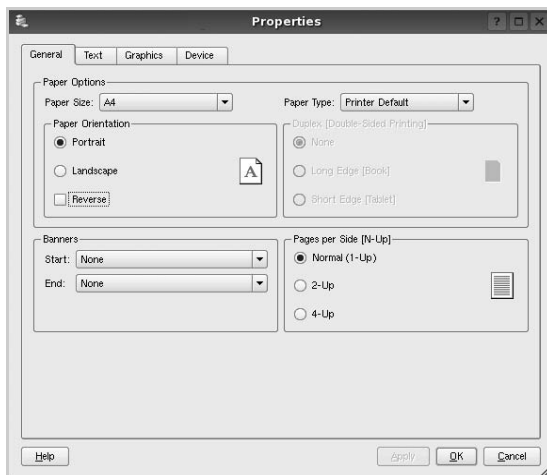 Properties
General Text Graphics Device
Paper Options
Paper Size: A4 Paper Type: Printer Default
Paper Orientation
Portrait
Landscape
Reverse
A
Duplex [Double-Sided Printing]
None
Long Edge [Book]
Short Edge [Tablet]
Banners
Start: None
End: None
Pages per Side [N-Up]
Normal (1-Up)
2-Up
4-Up
Help Apply OK Cancel